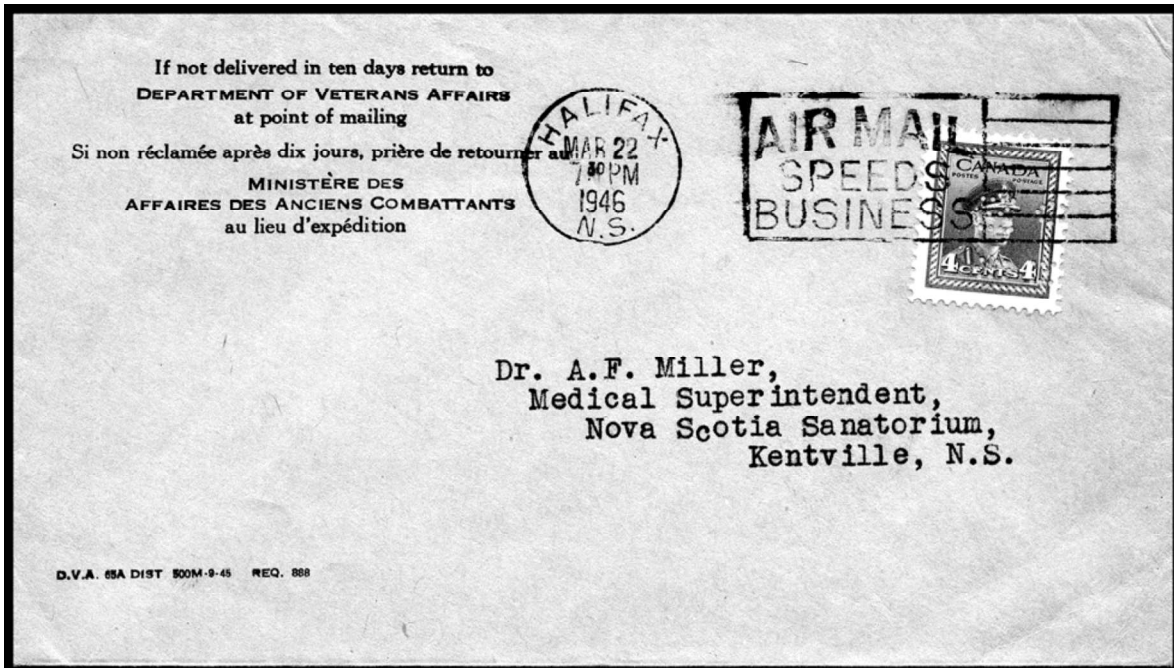 If not delivered in ten days return to
DEPARTMENT OF VETERANS AFFAIRS
at point of mailing
Si non réclamée après dix jours, prière de retourner au
MINISTÈRE DES
AFFAIRES DES ANCIENS COMBATTANTS
au lieu d'expédition
HALIFAX
MAR 22
7 30 PM
1946
N.S.
AIR MAIL
SPEEDS
BUSINESS
CANADA
POSTES POSTAGE
4 CENTS 4
Dr. A.F. Miller,
Medical Superintendent,
Nova Scotia Sanatorium,
Kentville, N.S.
D.V.A. 65A DIST 500M-9-45 REQ. 888